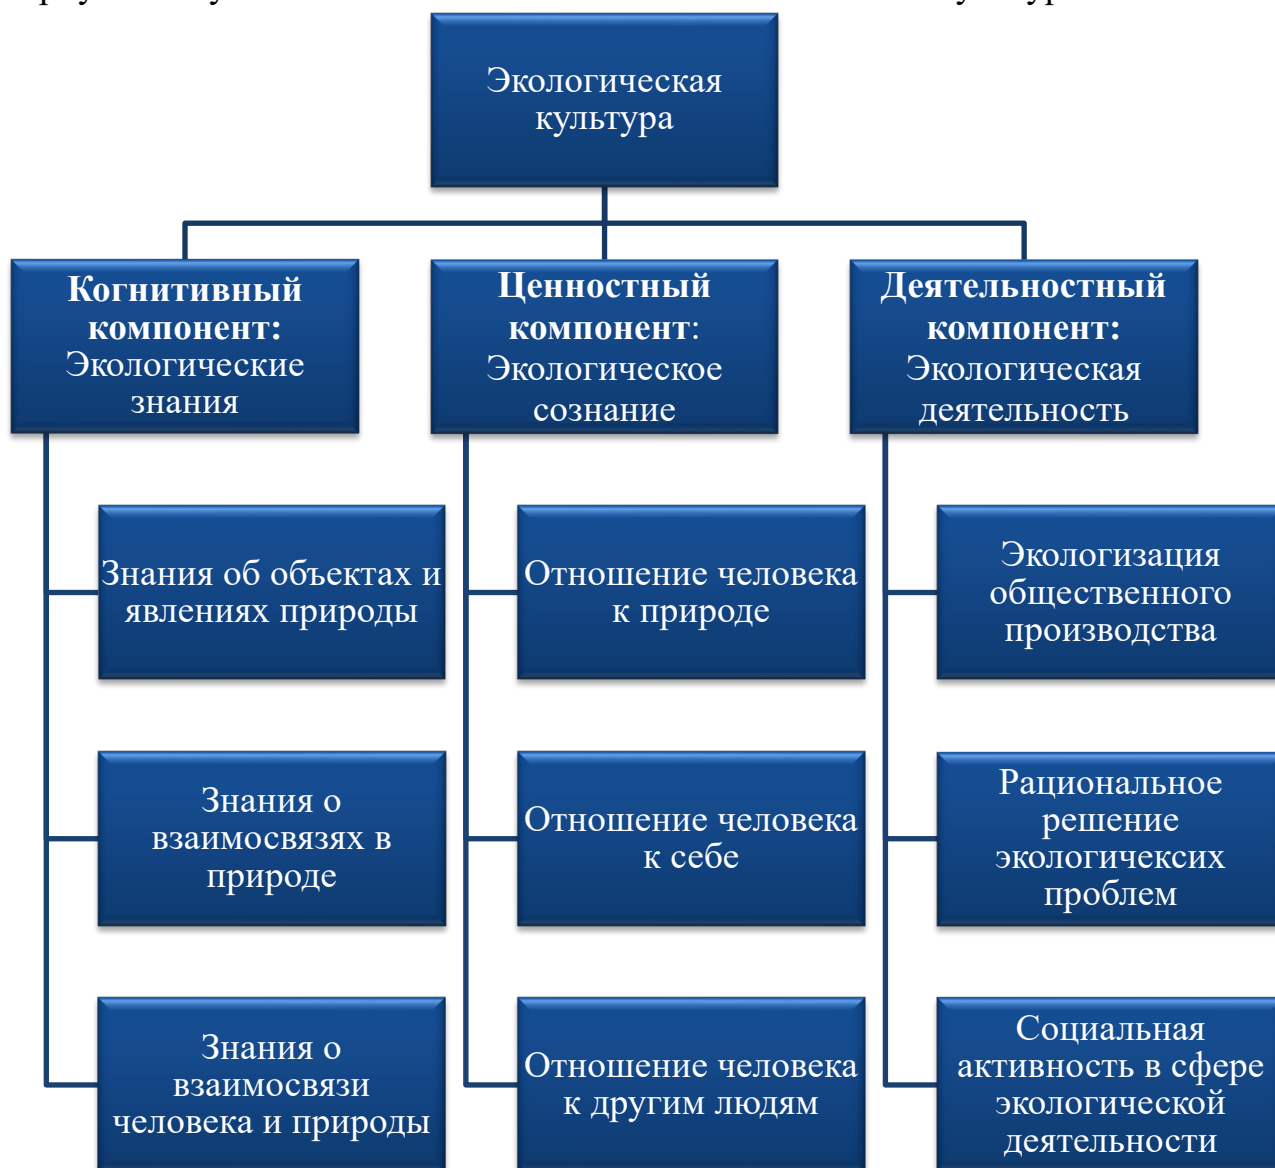 Экологическая
культура
Когнитивный
компонент:
Экологические
знания
Ценностный
компонент:
Экологическое
сознание
Деятельностный
компонент:
Экологическая
деятельность
Знания об объектах и
явлениях природы
Знания о
взаимосвязях в
природе
Знания о
взаимосвязи
человека и природы
Отношение человека
к природе
Отношение человека
к себе
Отношение человека
к другим людям
Экологизация
общественного
производства
Рациональное
решение
экологичексих
проблем
Социальная
активность в сфере
экологической
деятельности